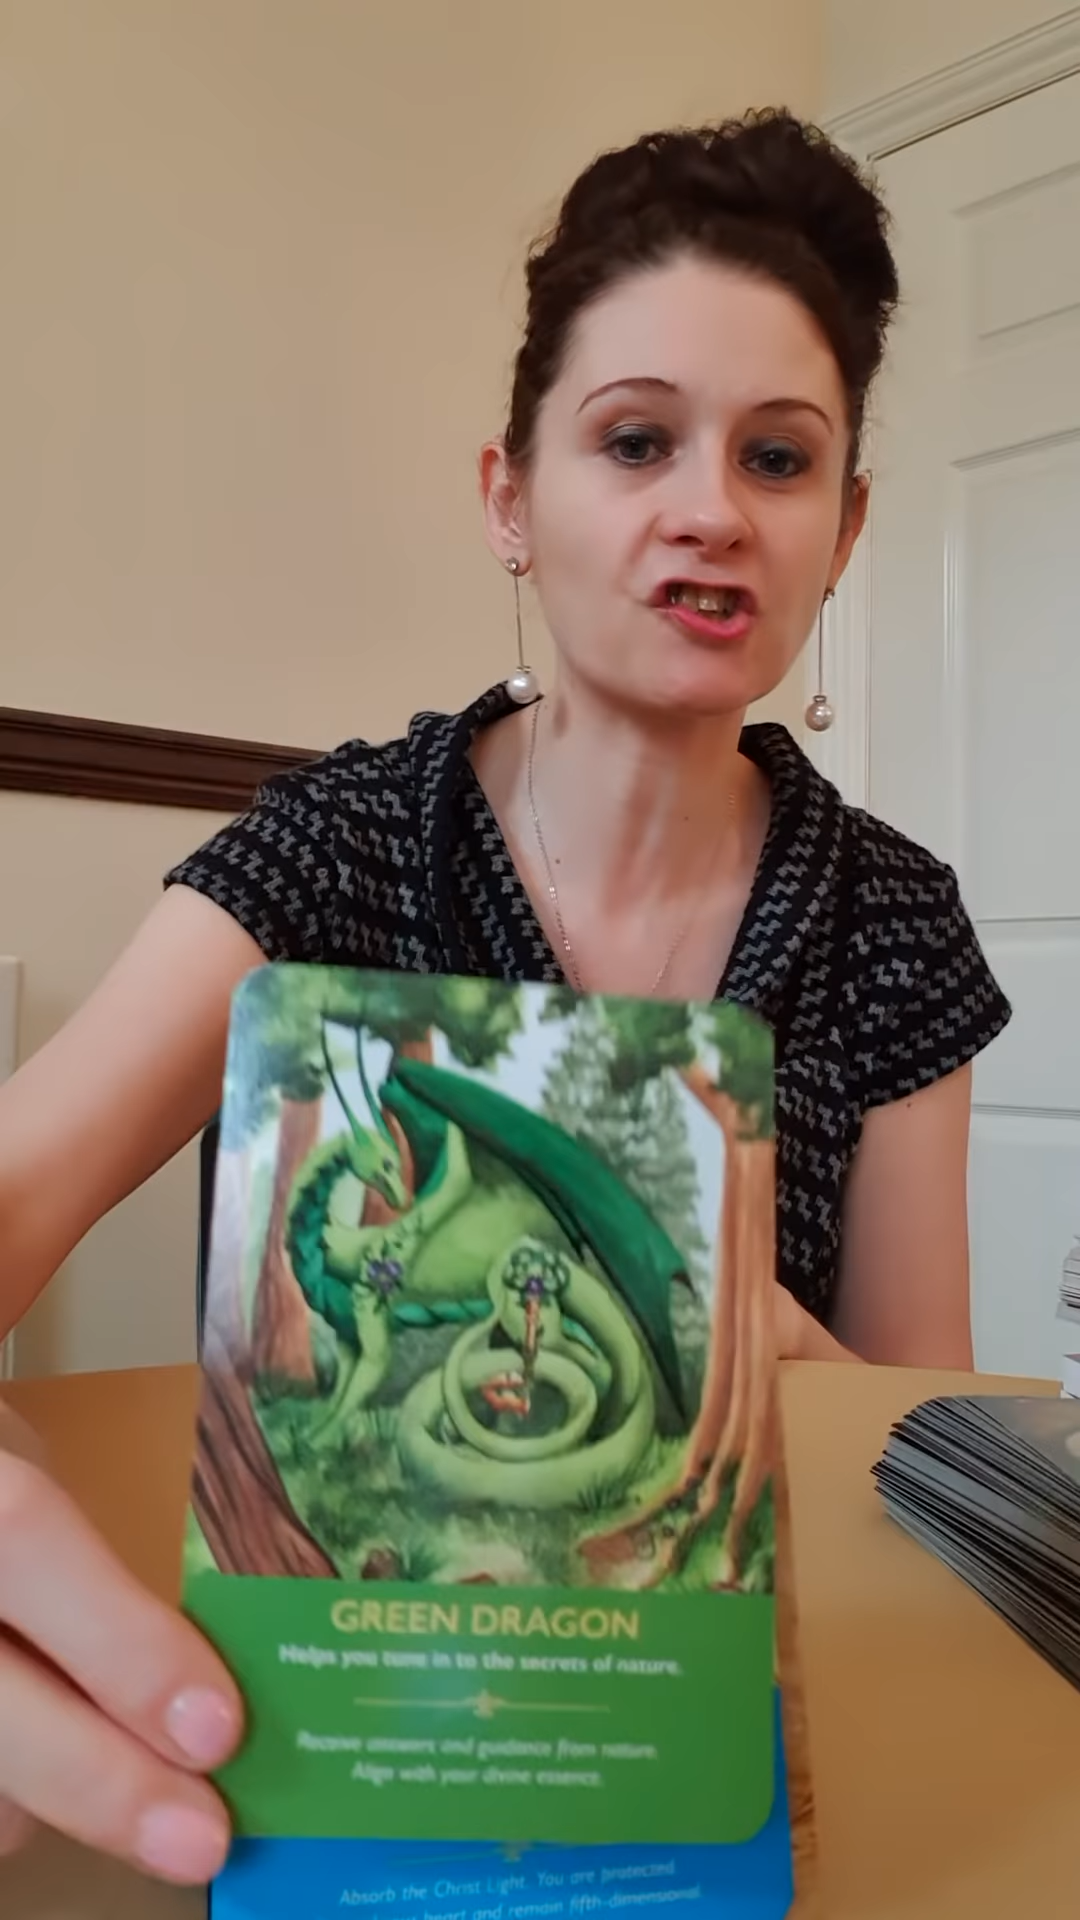 GREEN DRAGON
Helps you tune in to the secrets of nature.
Receive answers and guidance from nature.
Align with your divine essence.
Absorb the Christ Light. You are protected.
heart and remain fifth-dimensional